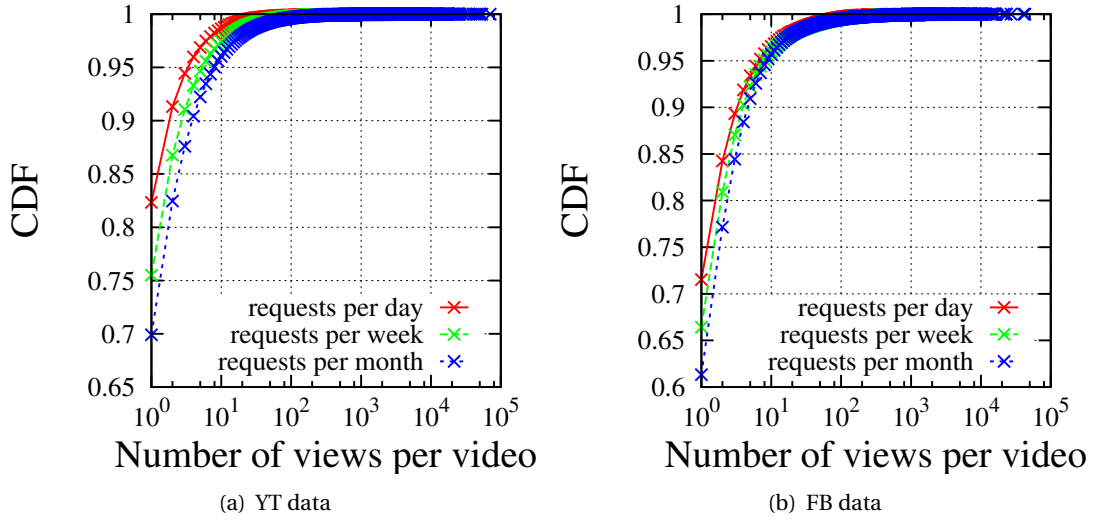 1
0.95
0.9
0.85
0.8
0.75
0.7
0.65
CDF
requests per day
requests per week
requests per month
10^0 10^1 10^2 10^3 10^4 10^5
Number of views per video
(a) YT data
1
0.95
0.9
0.85
0.8
0.75
0.7
0.65
0.6
CDF
requests per day
requests per week
requests per month
10^0 10^1 10^2 10^3 10^4 10^5
Number of views per video
(b) FB data